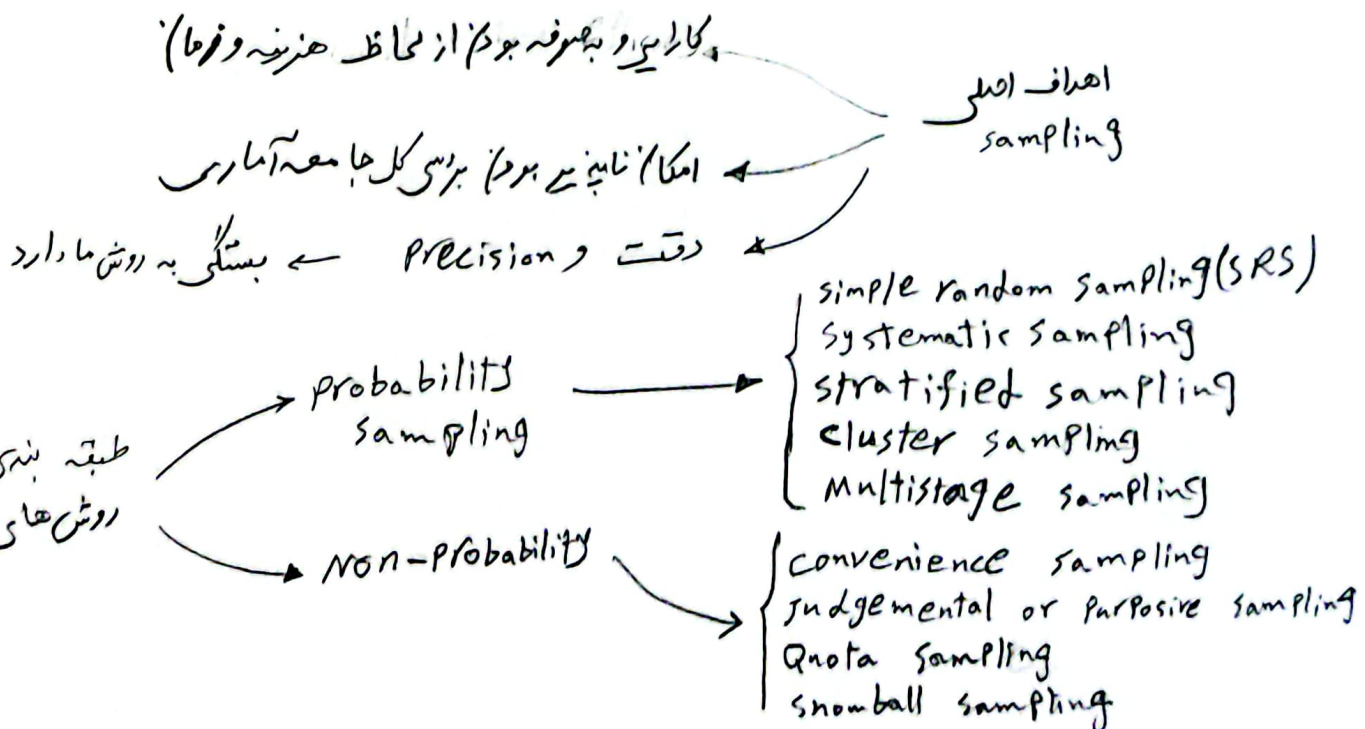 اهداف اصلی
sampling
کارایی و به صرفه بودن از لحاظ هزینه و زمان
امکان ناپذیر بودن بررسی کل جامعه آماری
دقت و precision ← بستگی به روش ما دارد
طبقه بندی
روش های
probability
sampling
simple random sampling (SRS)
systematic sampling
stratified sampling
cluster sampling
Multistage sampling
Non-probability
convenience sampling
Judgemental or purposive sampling
Quota sampling
snowball sampling